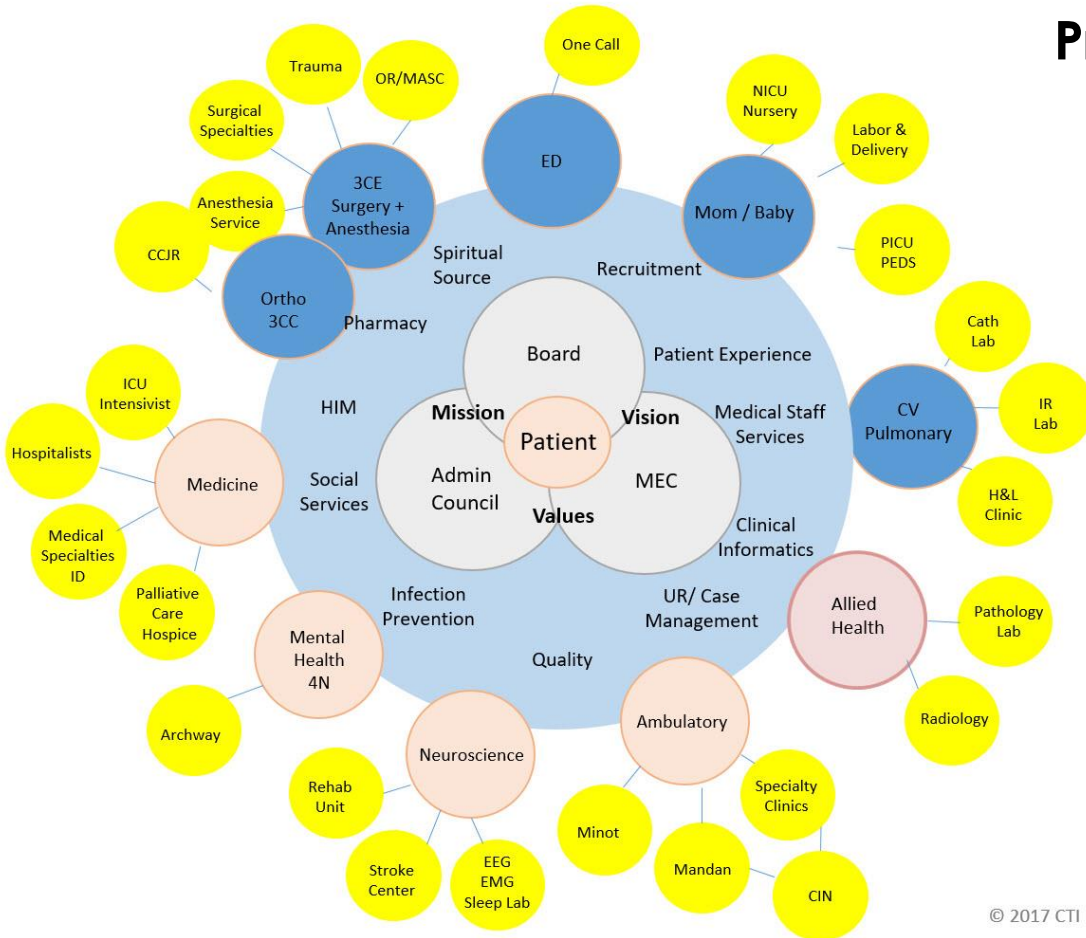 Pr
One Call
Trauma
OR/MASC
Surgical
Specialties
NICU
Nursery
Labor &
Delivery
ED
3CE
Surgery +
Anesthesia
Mom / Baby
Anesthesia
Service
CCJR
PICU
PEDS
Ortho
3CC
Spiritual
Source
Recruitment
Pharmacy
Cath
Lab
Board
Patient Experience
ICU
Intensivist
HIM
Mission
Vision
Medical Staff
Services
CV
Pulmonary
IR
Lab
Patient
Hospitalists
Medicine
Social
Services
Admin
Council
MEC
H&L
Clinic
Values
Clinical
Informatics
Medical
Specialties
ID
Palliative
Care
Hospice
Infection
Prevention
UR/ Case
Management
Allied
Health
Pathology
Lab
Mental
Health
4N
Quality
Radiology
Archway
Neuroscience
Ambulatory
Rehab
Unit
Specialty
Clinics
Minot
Stroke
Center
EEG
EMG
Sleep Lab
Mandan
CIN
© 2017 CTI